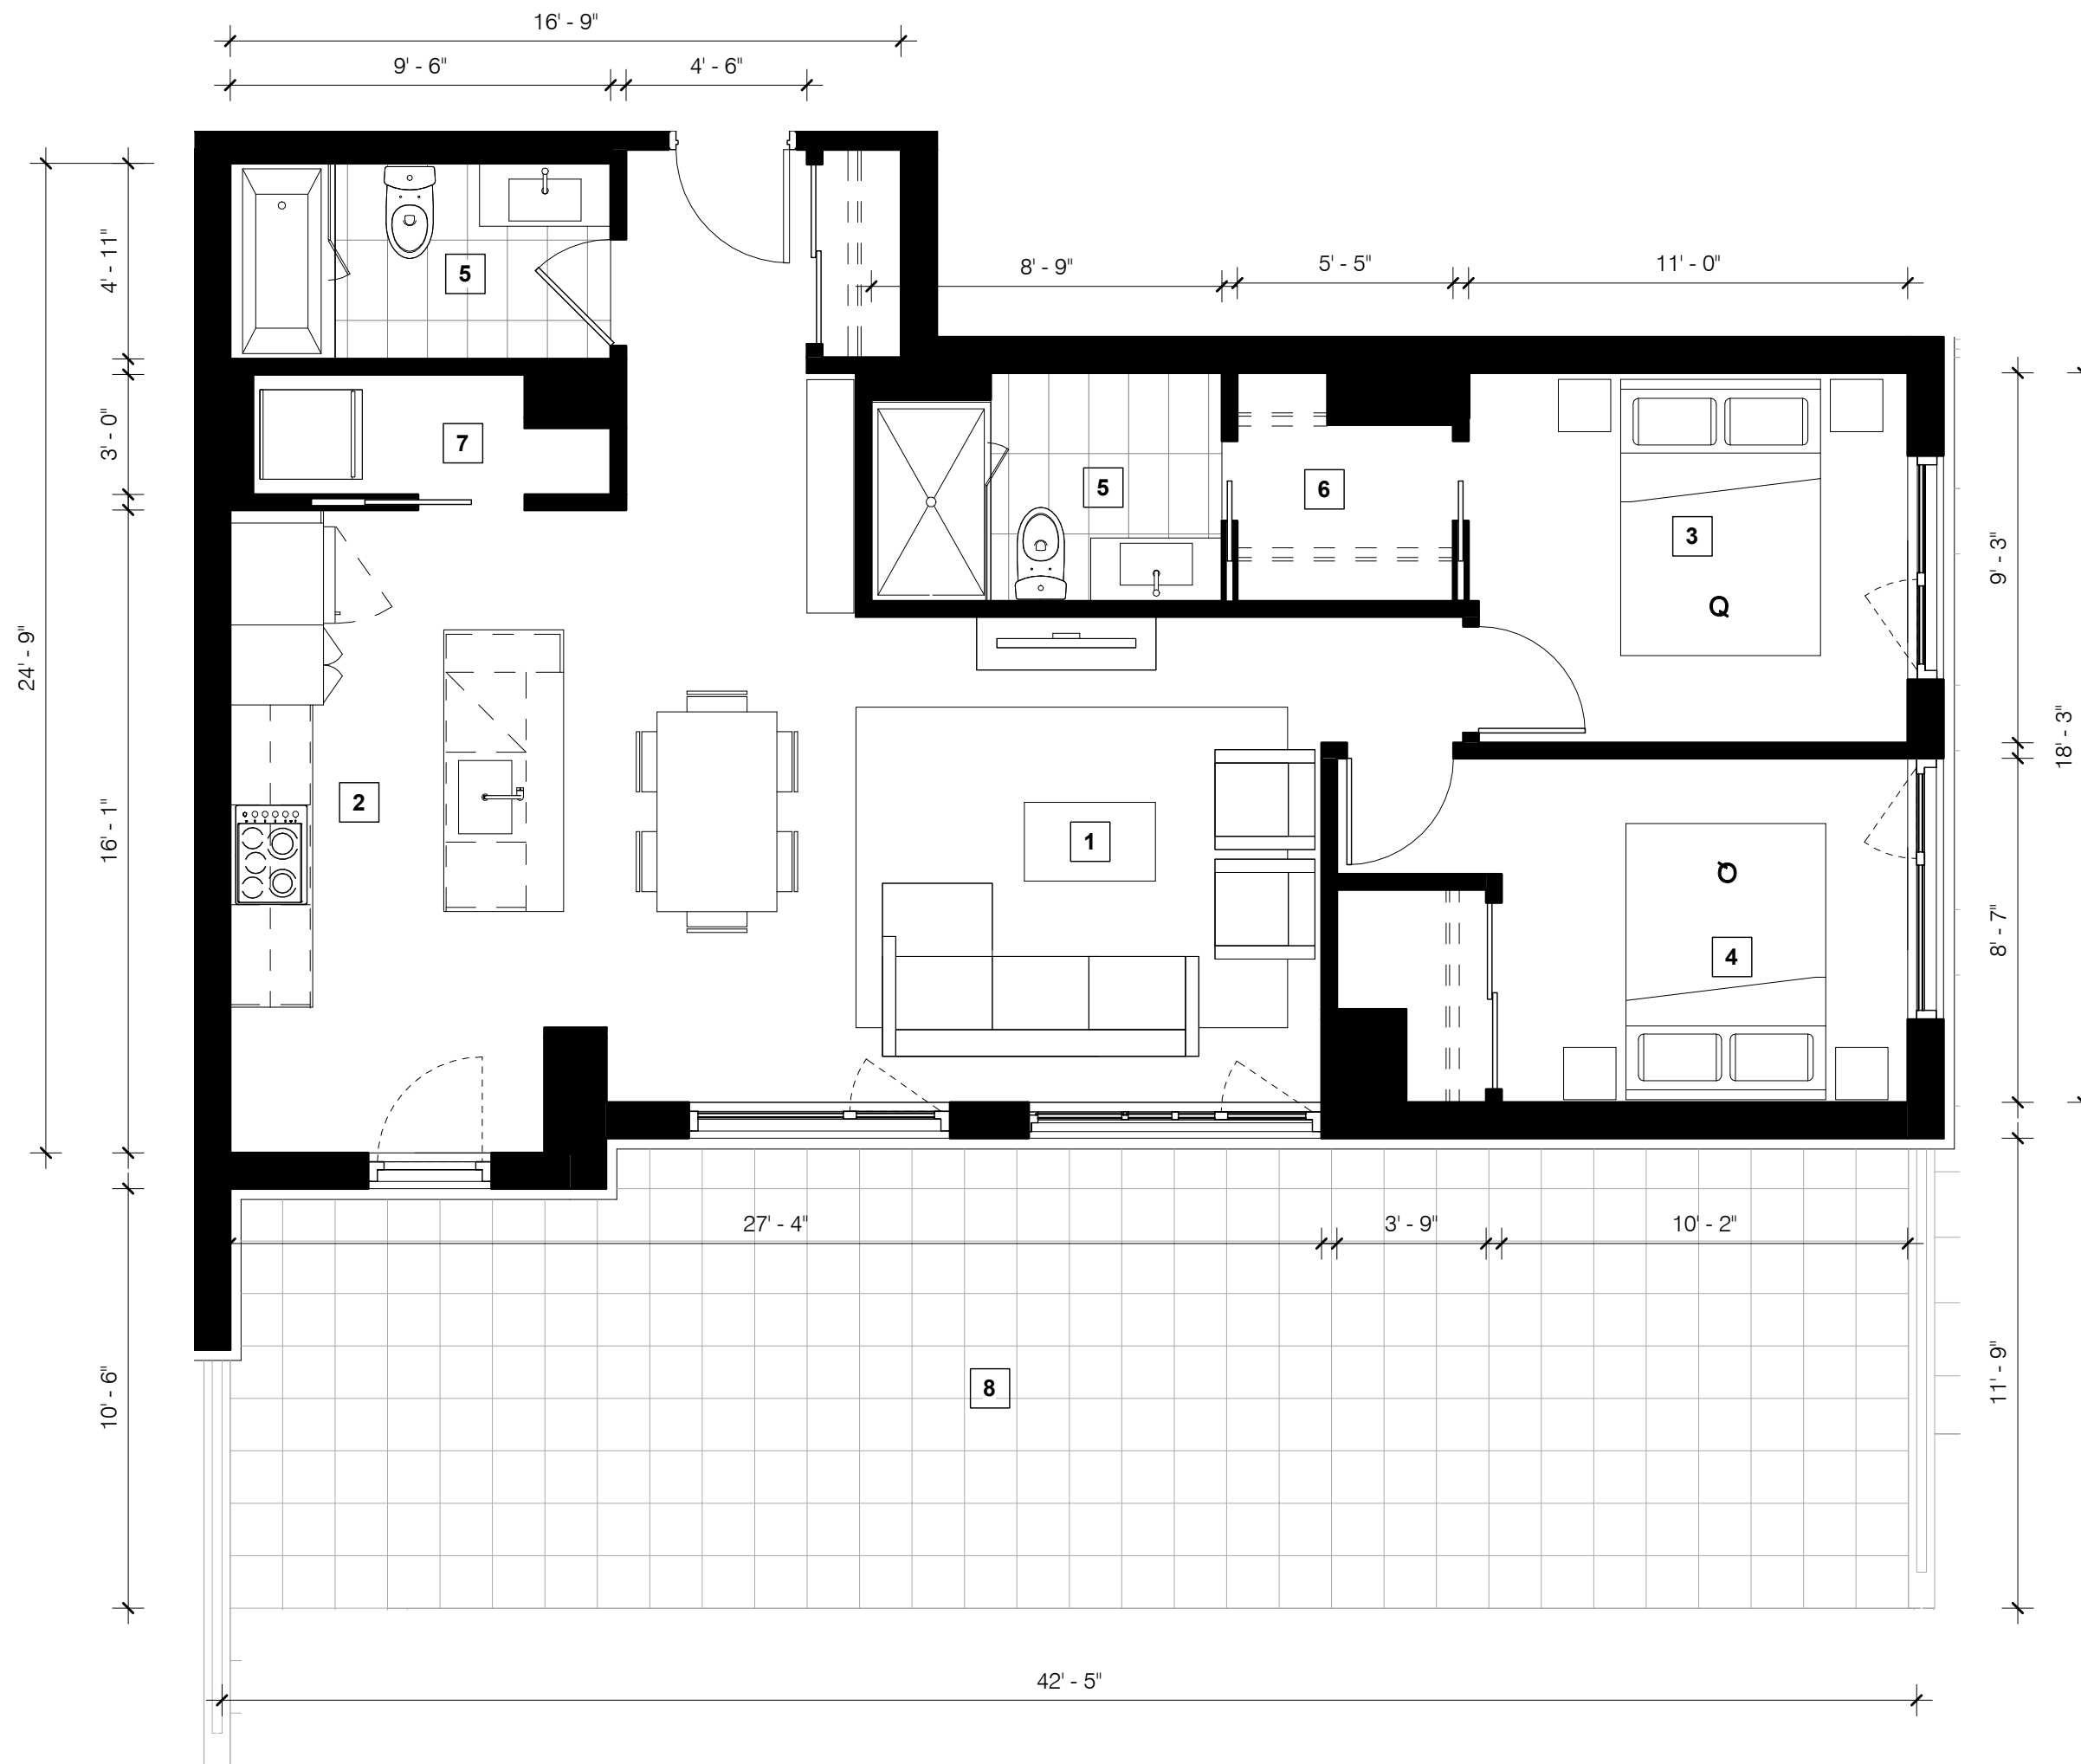 16' - 9"
9' - 6"
4' - 6"
8' - 9"
5' - 5"
11' - 0"
4' - 11"
3' - 0"
24' - 9"
16' - 1"
10' - 6"
5
7
5
6
3
Q
2
1
Q
4
9' - 3"
18' - 3"
8' - 7"
11' - 9"
27' - 4"
3' - 9"
10' - 2"
8
42' - 5"